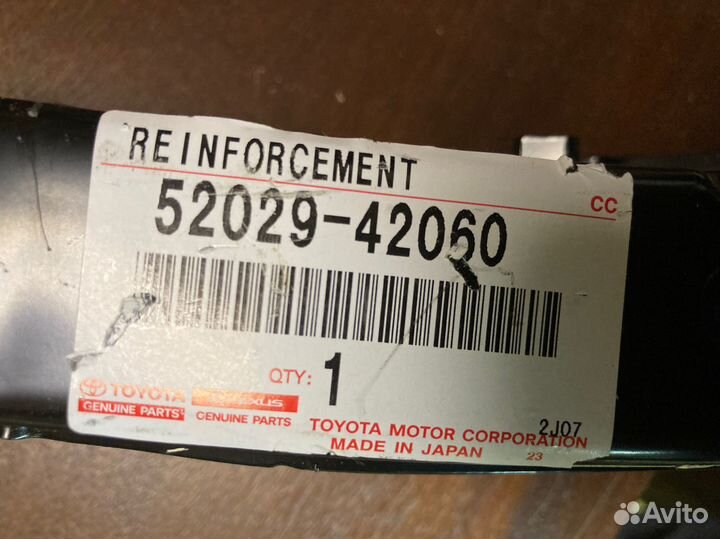 REINFORCEMENT
CC
52029-42060
QTY: 1
TOYOTA LEXUS
GENUINE PARTS GENUINE PARTS
2J07
TOYOTA MOTOR CORPORATION
MADE IN JAPAN 23
Avito